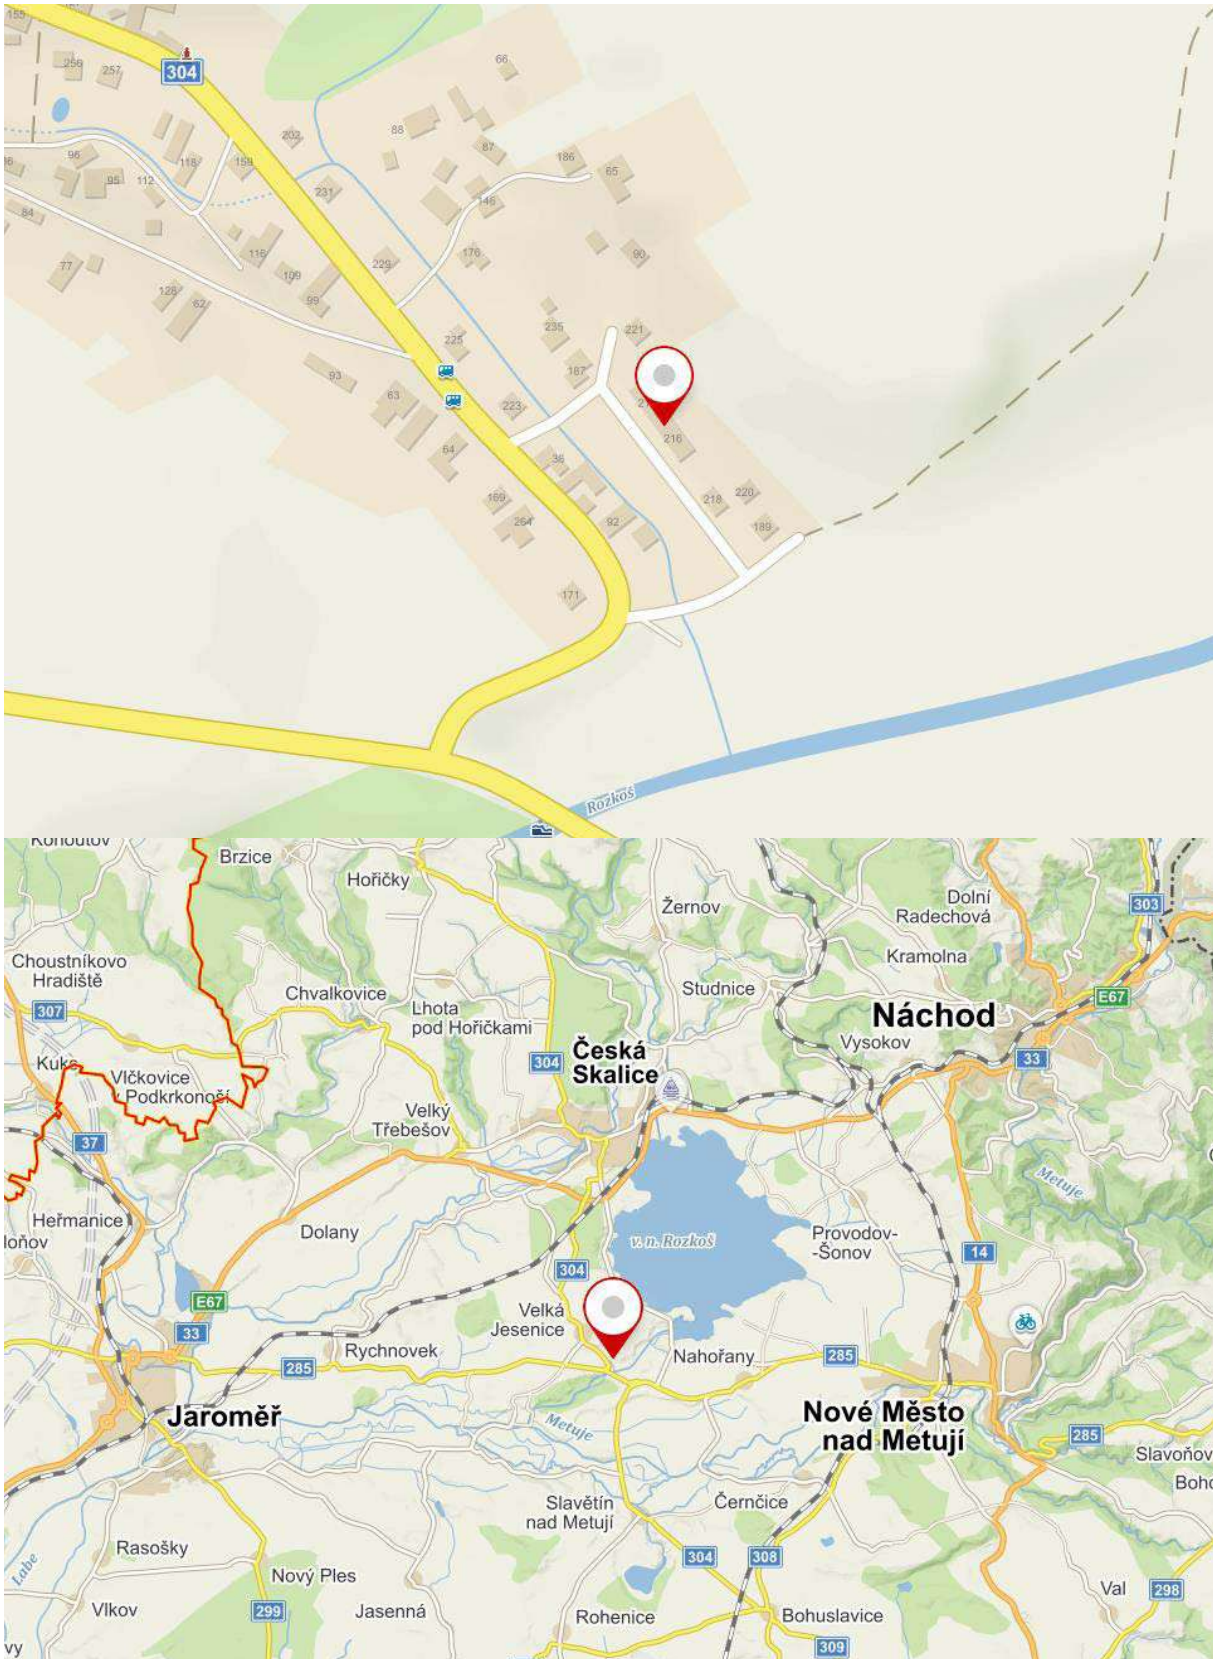 155
304
256
257
66
202
88
87
186
65
96
95
112
118
159
231
146
84
116
176
90
77
109
229
128
62
99
235
221
225
187
93
63
223
216
64
36
169
264
92
218
220
189
171
Rozkoš
Brzice
Hořičky
Žernov
Dolní
Radechová
303
Choustníkovo
Hradiště
Kramolna
307
Chvalkovice
Lhota
pod Hořičkami
Studnice
E67
Náchod
Vysokov
Kuks
Vlčkovice
v Podkrkonoší
304
Česká
Skalice
33
Velký
Třebešov
37
Metuje
Heřmanice
Dolany
v. n. Rozkoš
Provodov-
-Šonov
14
304
E67
33
Velká
Jesenice
Rychnovek
285
Nahořany
285
Jaroměř
Metuje
Nové Město
nad Metují
285
Slavoňov
Slavětín
nad Metují
Černčice
Rasošky
304
308
Labe
Nový Ples
Val
298
Vlkov
299
Jasenná
Rohenice
Bohuslavice
309